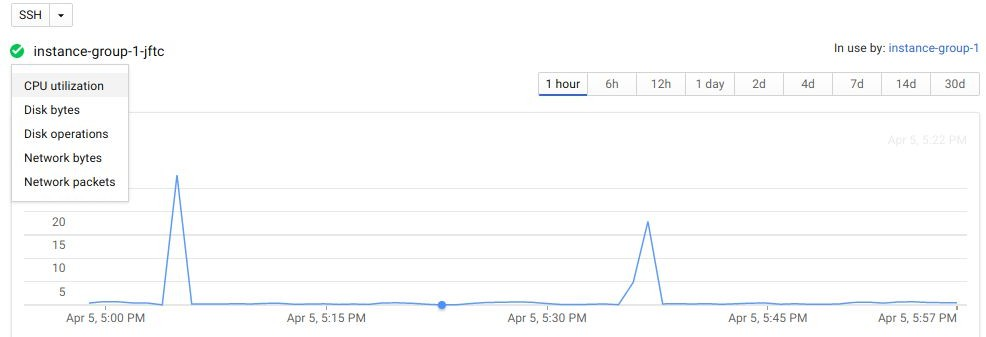 SSH
instance-group-1-jftc
In use by: instance-group-1
CPU utilization
Disk bytes
Disk operations
Network bytes
Network packets
1 hour 6h 12h 1 day 2d 4d 7d 14d 30d
Apr 5, 5:22 PM
20
15
10
5
Apr 5, 5:00 PM Apr 5, 5:15 PM Apr 5, 5:30 PM Apr 5, 5:45 PM Apr 5, 5:57 PM